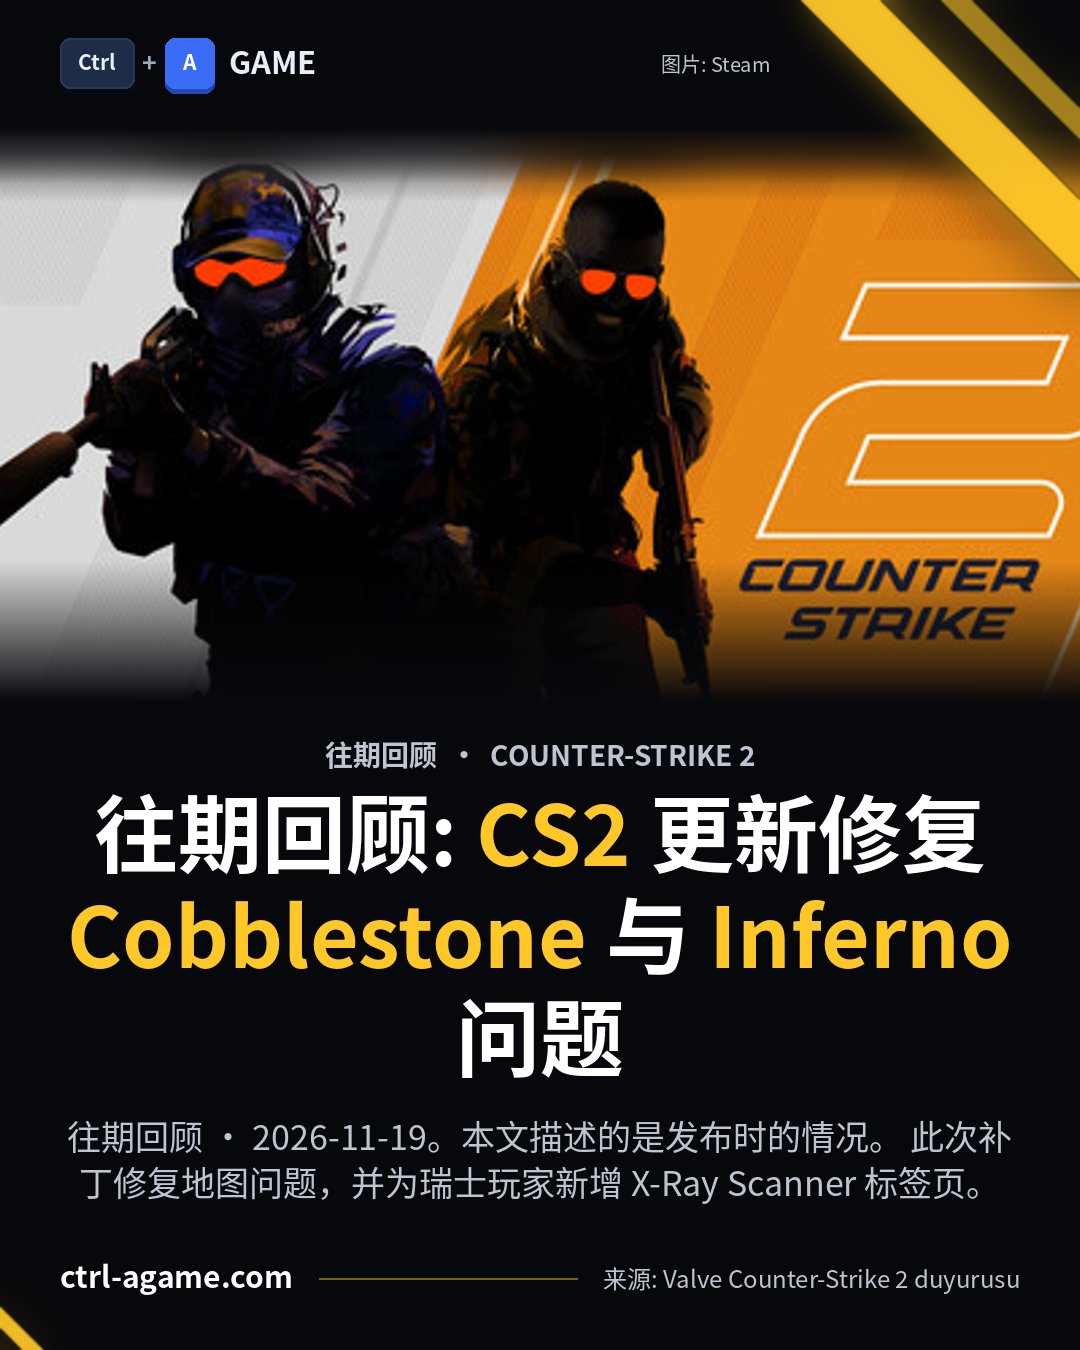 Ctrl + A GAME
图片: Steam
2
COUNTER
STRIKE
往期回顾 • COUNTER-STRIKE 2
往期回顾: CS2 更新修复
Cobblestone 与 Inferno
问题
往期回顾 • 2026-11-19。本文描述的是发布时的情况。 此次补
丁修复地图问题，并为瑞士玩家新增 X-Ray Scanner 标签页。
ctrl-agame.com
来源: Valve Counter-Strike 2 duyurusu